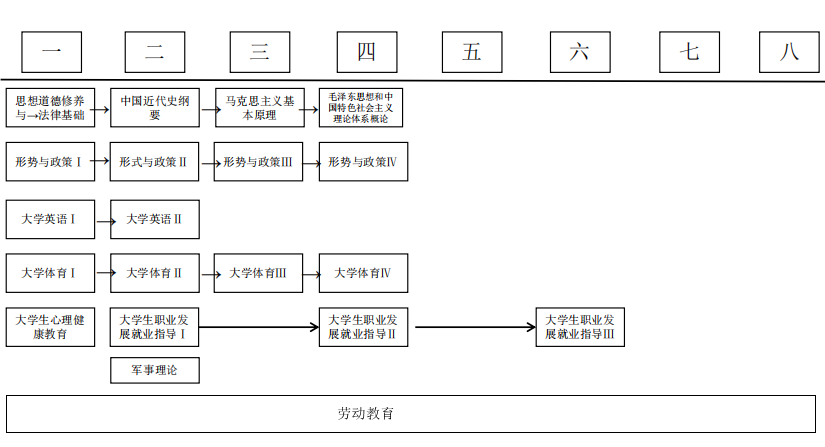 一 二 三 四 五 六 七 八
思想道德修养
与→法律基础
中国近代史纲
要
马克思主义基
本原理
毛泽东思想和中
国特色社会主义
理论体系概论
形势与政策Ⅰ
形式与政策Ⅱ
形势与政策Ⅲ
形势与政策Ⅳ
大学英语Ⅰ
大学英语Ⅱ
大学体育Ⅰ
大学体育Ⅱ
大学体育Ⅲ
大学体育Ⅳ
大学生心理健
康教育
大学生职业发
展就业指导Ⅰ
大学生职业发
展就业指导Ⅱ
大学生职业发
展就业指导Ⅲ
军事理论
劳动教育